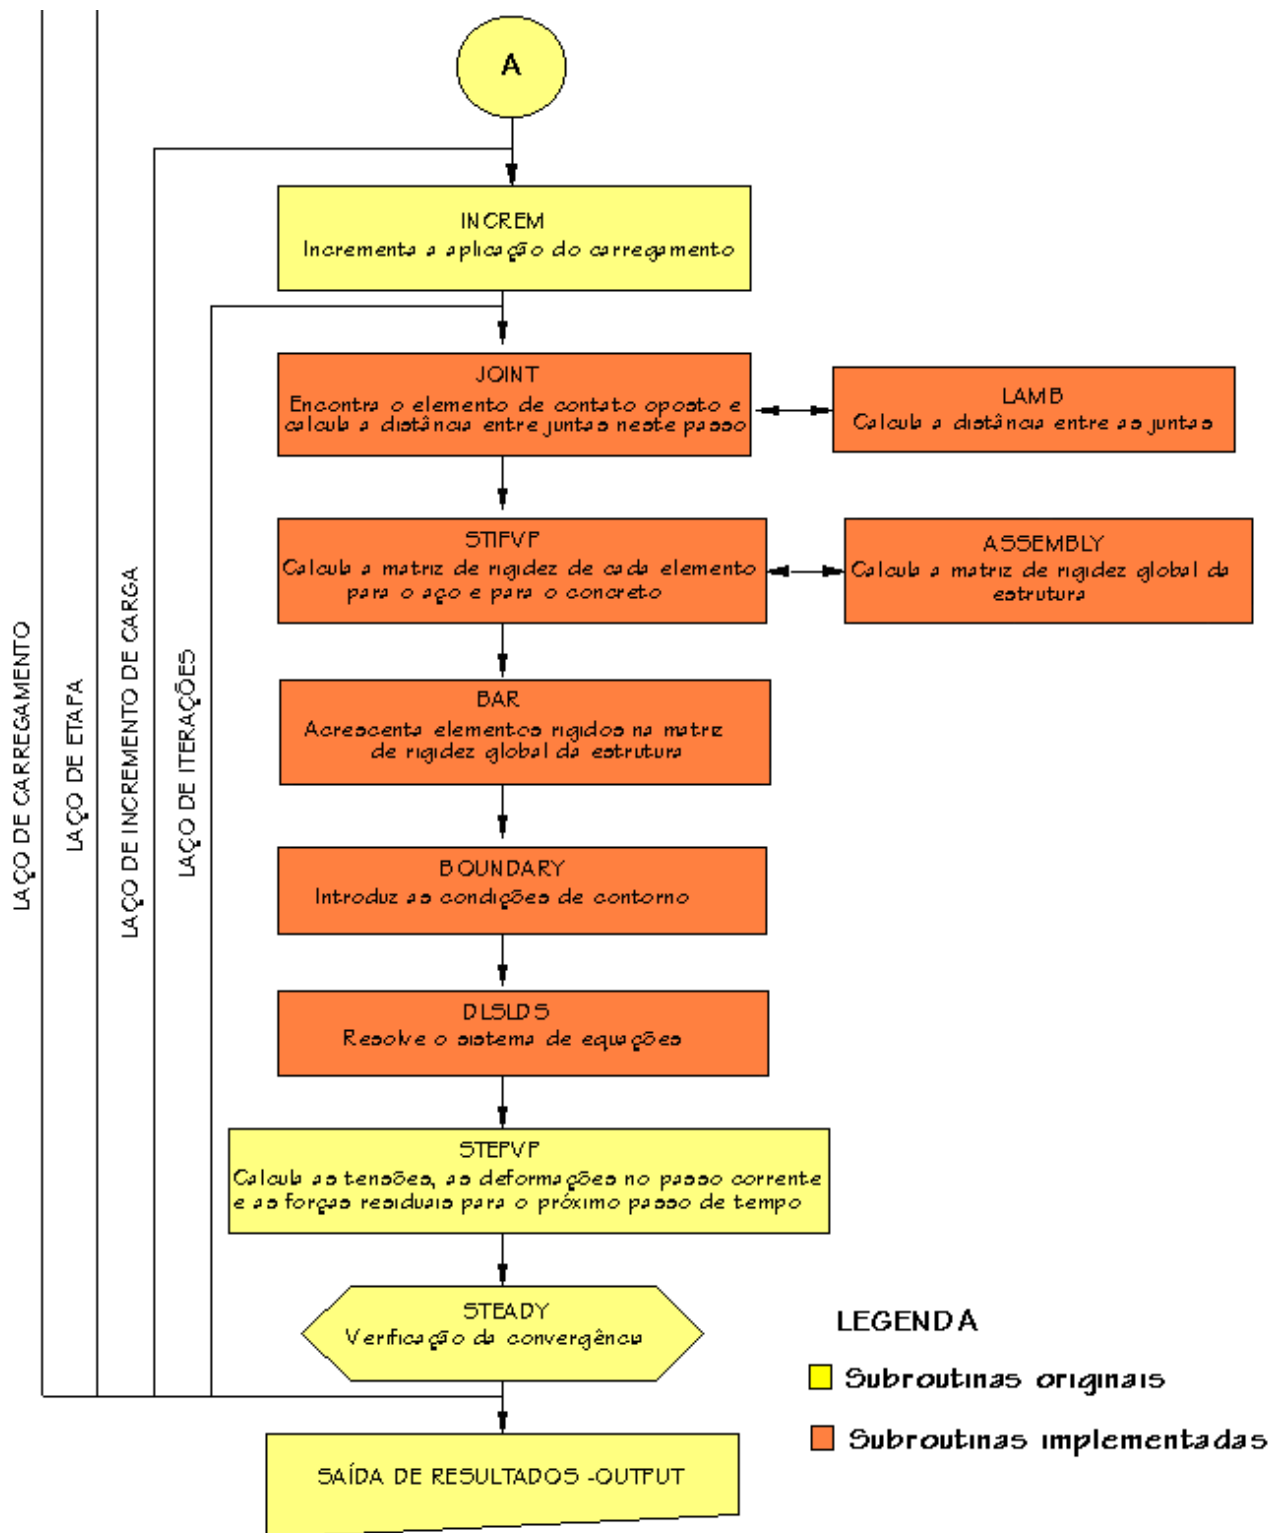 A
INCREM
Incrementa a aplicação do carregamento
JOINT
Encontra o elemento de contato oposto e
calcula a distância entre juntas neste passo
LAMB
Calcula a distância entre as juntas
STIFVP
Calcula a matriz de rigidez de cada elemento
para o aço e para o concreto
ASSEMBLY
Calcula a matriz de rigidez global da
estrutura
BAR
Acrescenta elementos rigidos na matriz
de rigidez global da estrutura
BOUNDARY
Introduz as condições de contorno
DLSLDS
Resolve o sistema de equações
STEPVP
Calcula as tensões, as deformações no passo corrente
e as forças residuais para o próximo passo de tempo
STEADY
Verificação da convergência
SAÍDA DE RESULTADOS -OUTPUT
LAÇO DE CARREGAMENTO
LAÇO DE ETAPA
LAÇO DE INCREMENTO DE CARGA
LAÇO DE ITERAÇÕES
LEGENDA
Subroutinas originais
Subroutinas implementadas